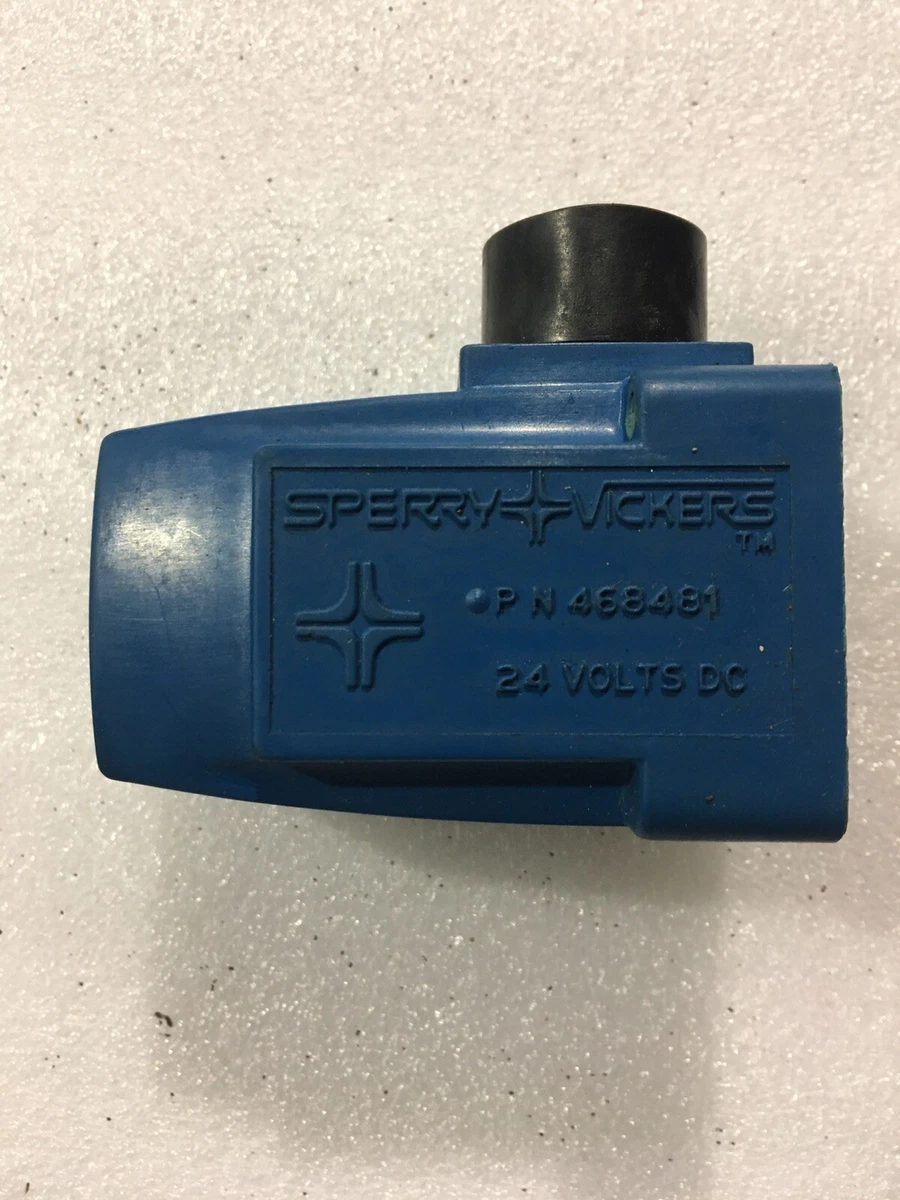 SPERRY VICKERS
TM
P N 468481
24 VOLTS DC